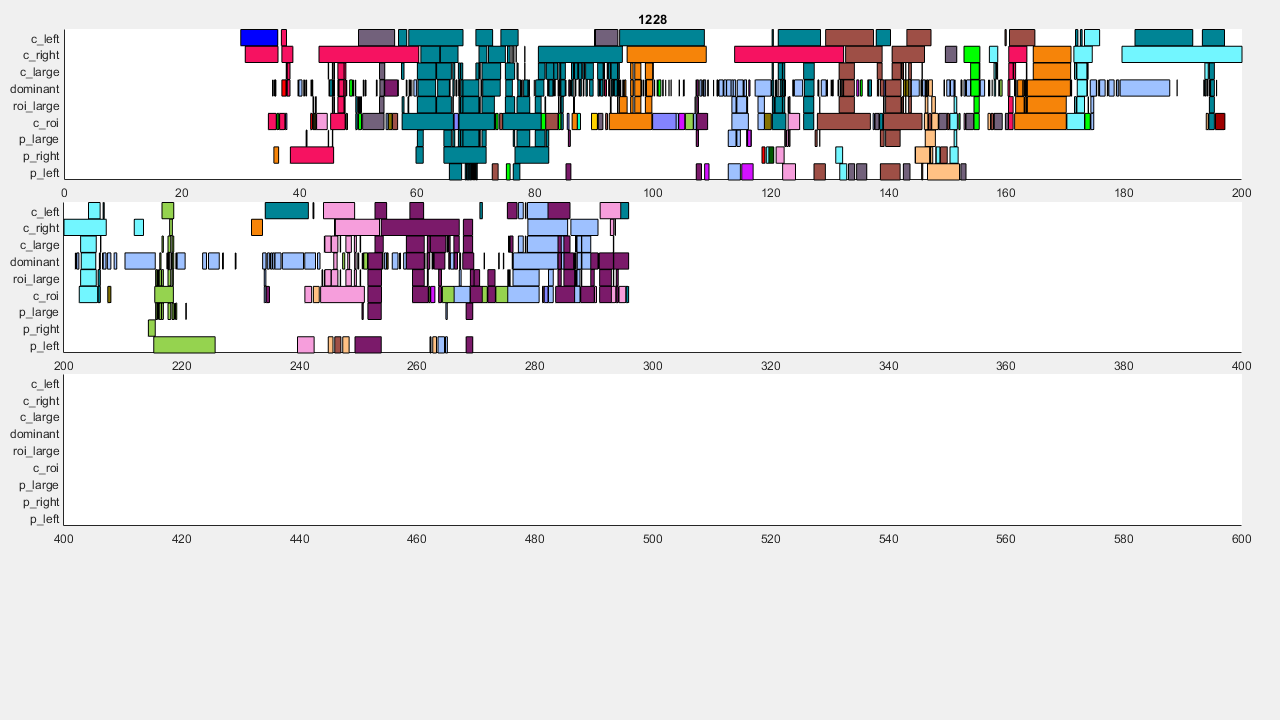 1228
c_left
c_right
c_large
dominant
roi_large
c_roi
p_large
p_right
p_left
0 20 40 60 80 100 120 140 160 180 200
c_left
c_right
c_large
dominant
roi_large
c_roi
p_large
p_right
p_left
200 220 240 260 280 300 320 340 360 380 400
c_left
c_right
c_large
dominant
roi_large
c_roi
p_large
p_right
p_left
400 420 440 460 480 500 520 540 560 580 600